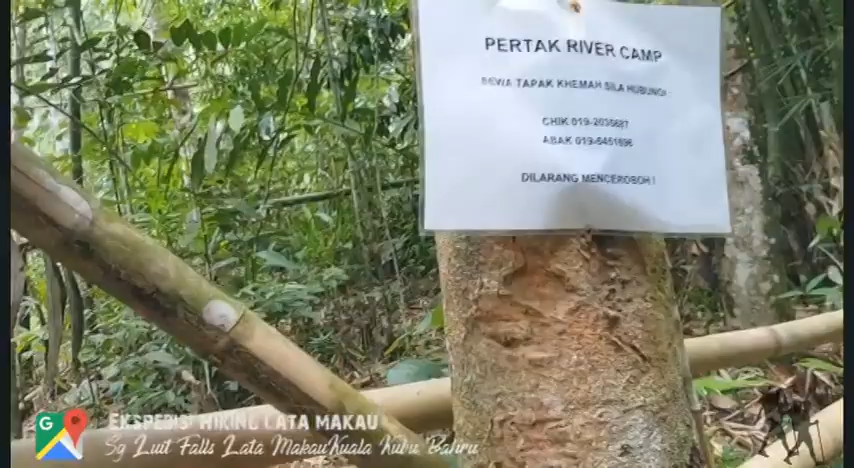 PERTAK RIVER CAMP
SEWA TAPAK KHEMAH SILA HUBUNGI
CHIK 019-2035687
ABAK 019-6451696
DILARANG MENCEROBOH!
EKSPEDISI HIKING LATA MAKAU
Sg Luit Falls Lata Makau Kuala Kubu Bahru